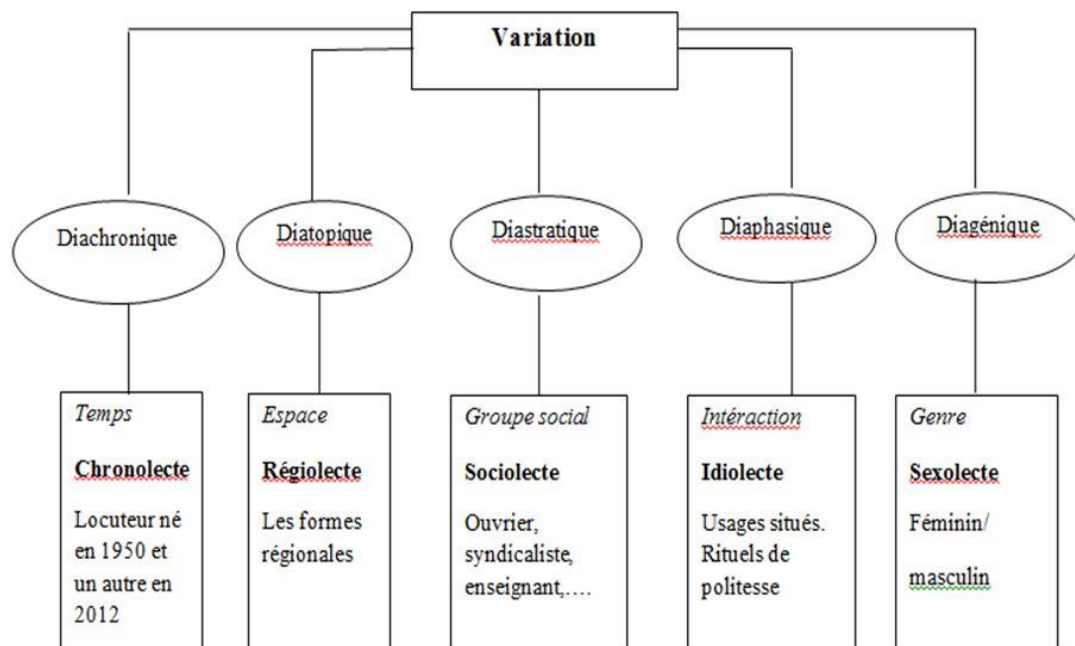 Variation
Diachronique
Diatopique
Diastratique
Diaphasique
Diagénique
Temps
Chronolecte
Locuteur né
en 1950 et
un autre en
2012
Espace
Régiolecte
Les formes
régionales
Groupe social
Sociolecte
Ouvrier,
syndicaliste,
enseignant,….
Intéraction
Idiolecte
Usages situés.
Rituels de
politesse
Genre
Sexolecte
Féminin/
masculin